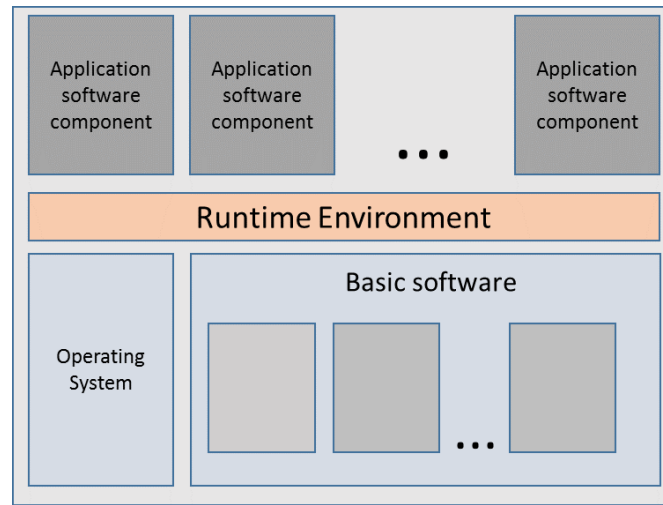 Application
software
component
Application
software
component
...
Application
software
component
Runtime Environment
Operating
System
Basic software
...